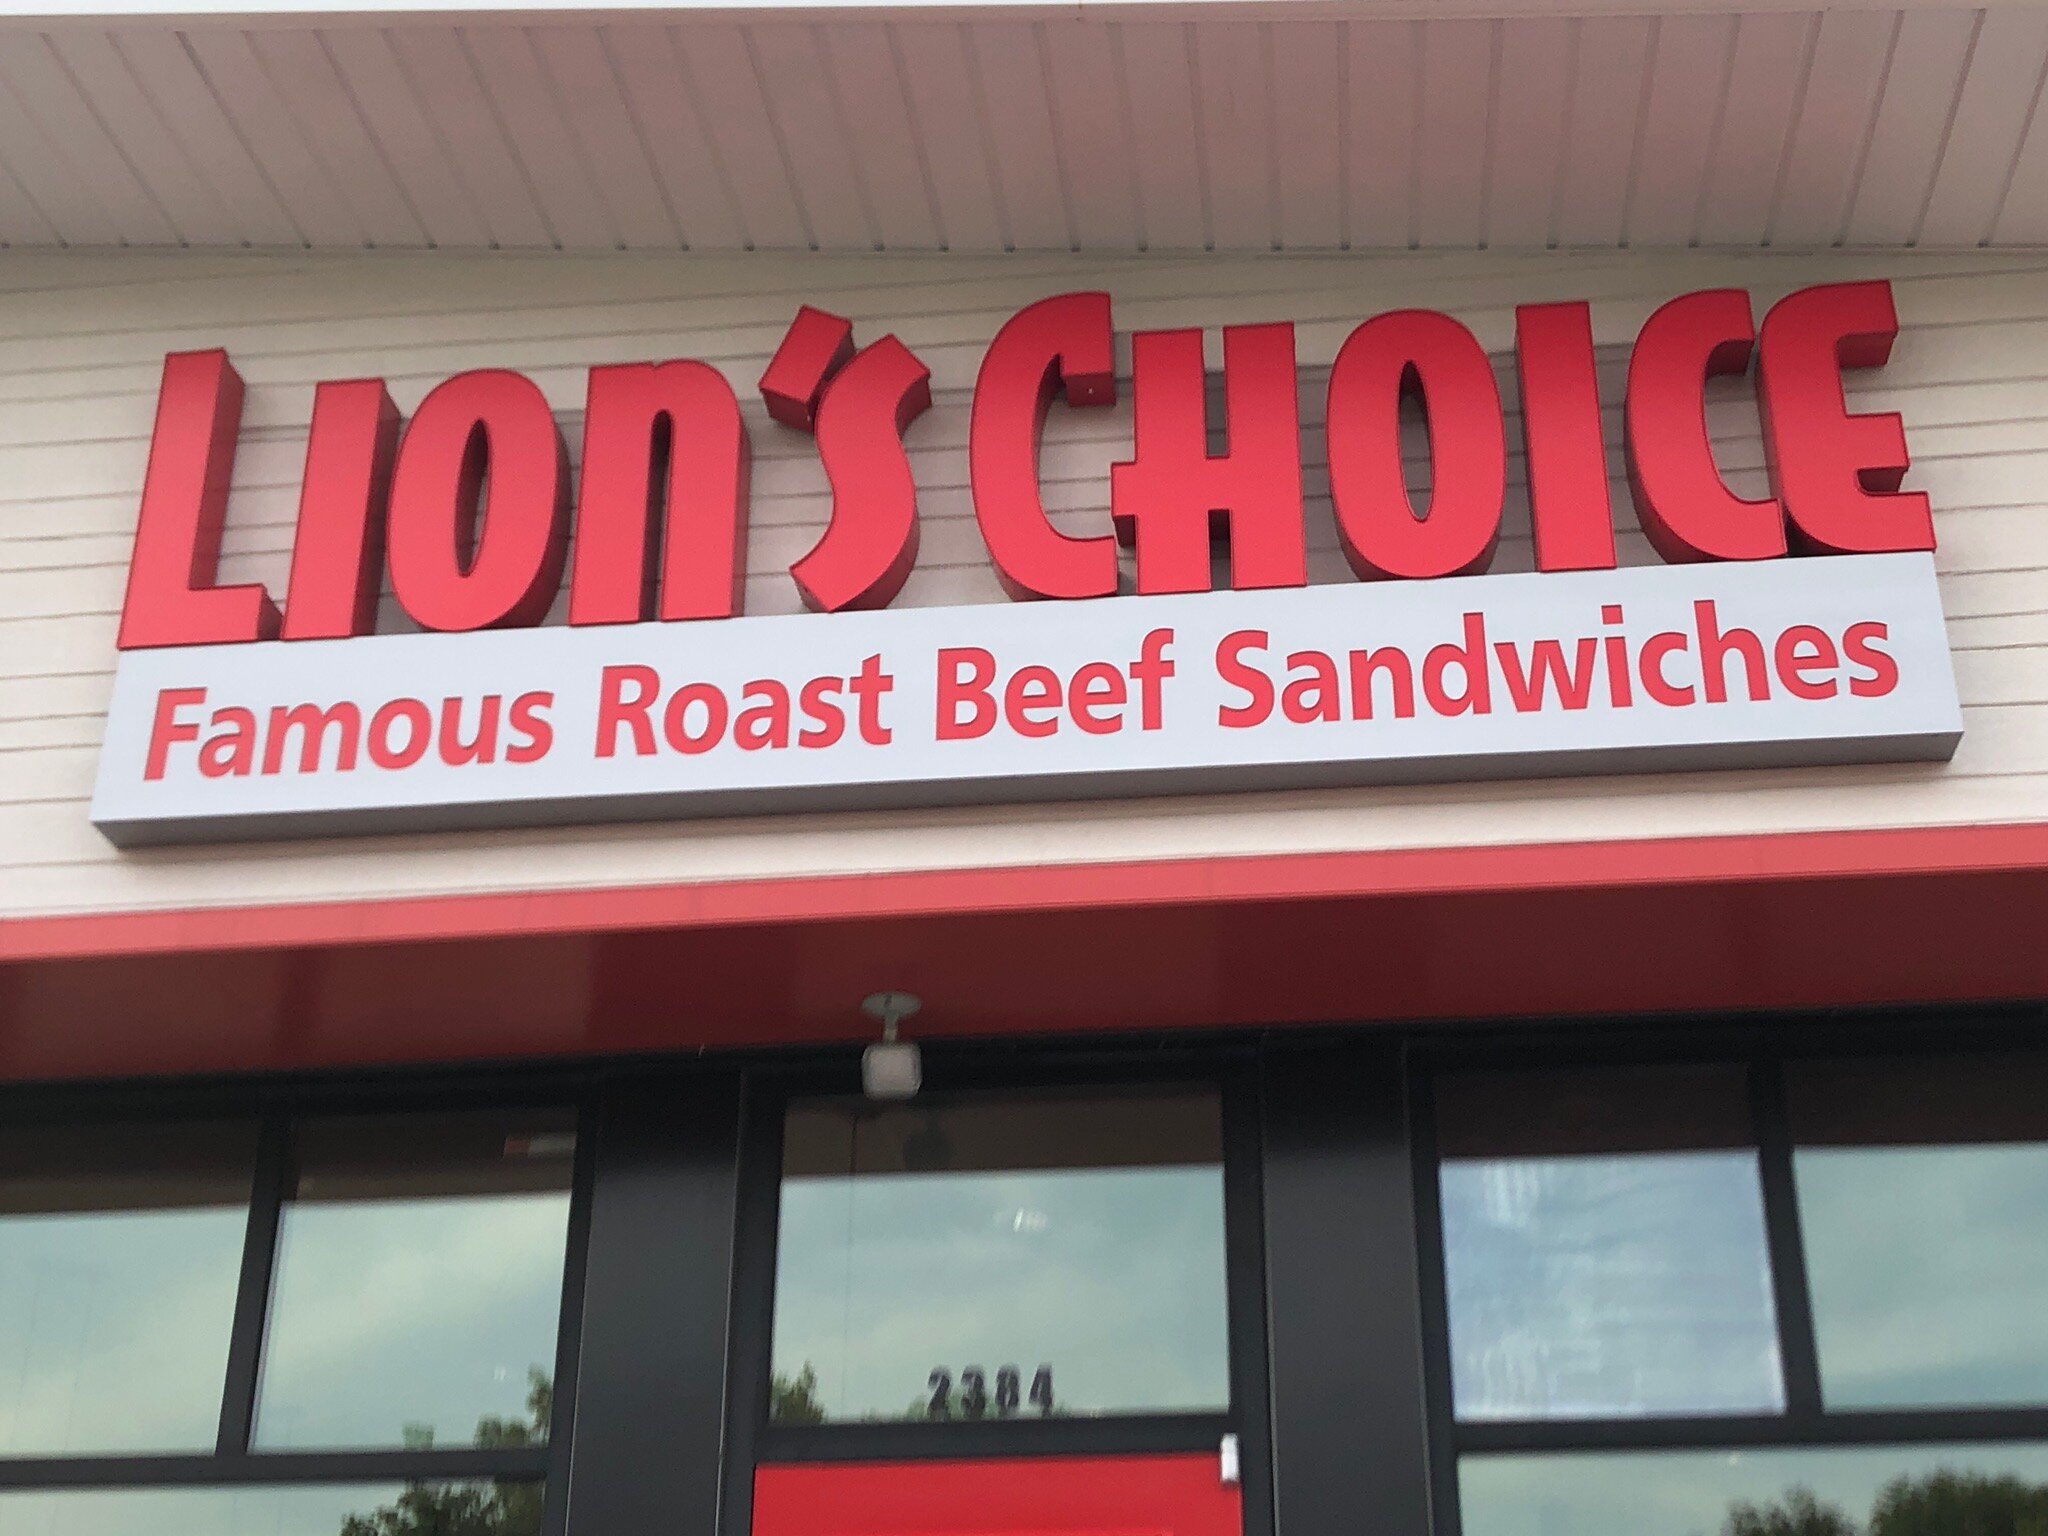 LION'S CHOICE
Famous Roast Beef Sandwiches
2384